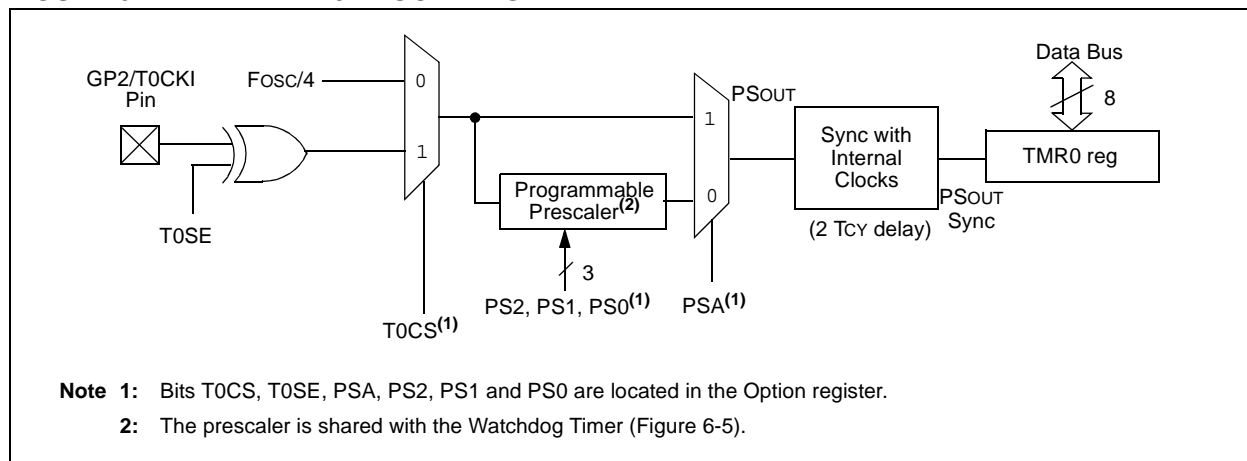 Data Bus
GP2/T0CKI
Pin
FOSC/4
0
1
T0SE
T0CS(1)
Programmable
Prescaler(2)
3
PS2, PS1, PS0(1)
1
0
PSA(1)
PSOUT
Sync with
Internal
Clocks
(2 TCY delay)
PSOUT
Sync
8
TMR0 reg
Note 1: Bits T0CS, T0SE, PSA, PS2, PS1 and PS0 are located in the Option register.
2: The prescaler is shared with the Watchdog Timer (Figure 6-5).